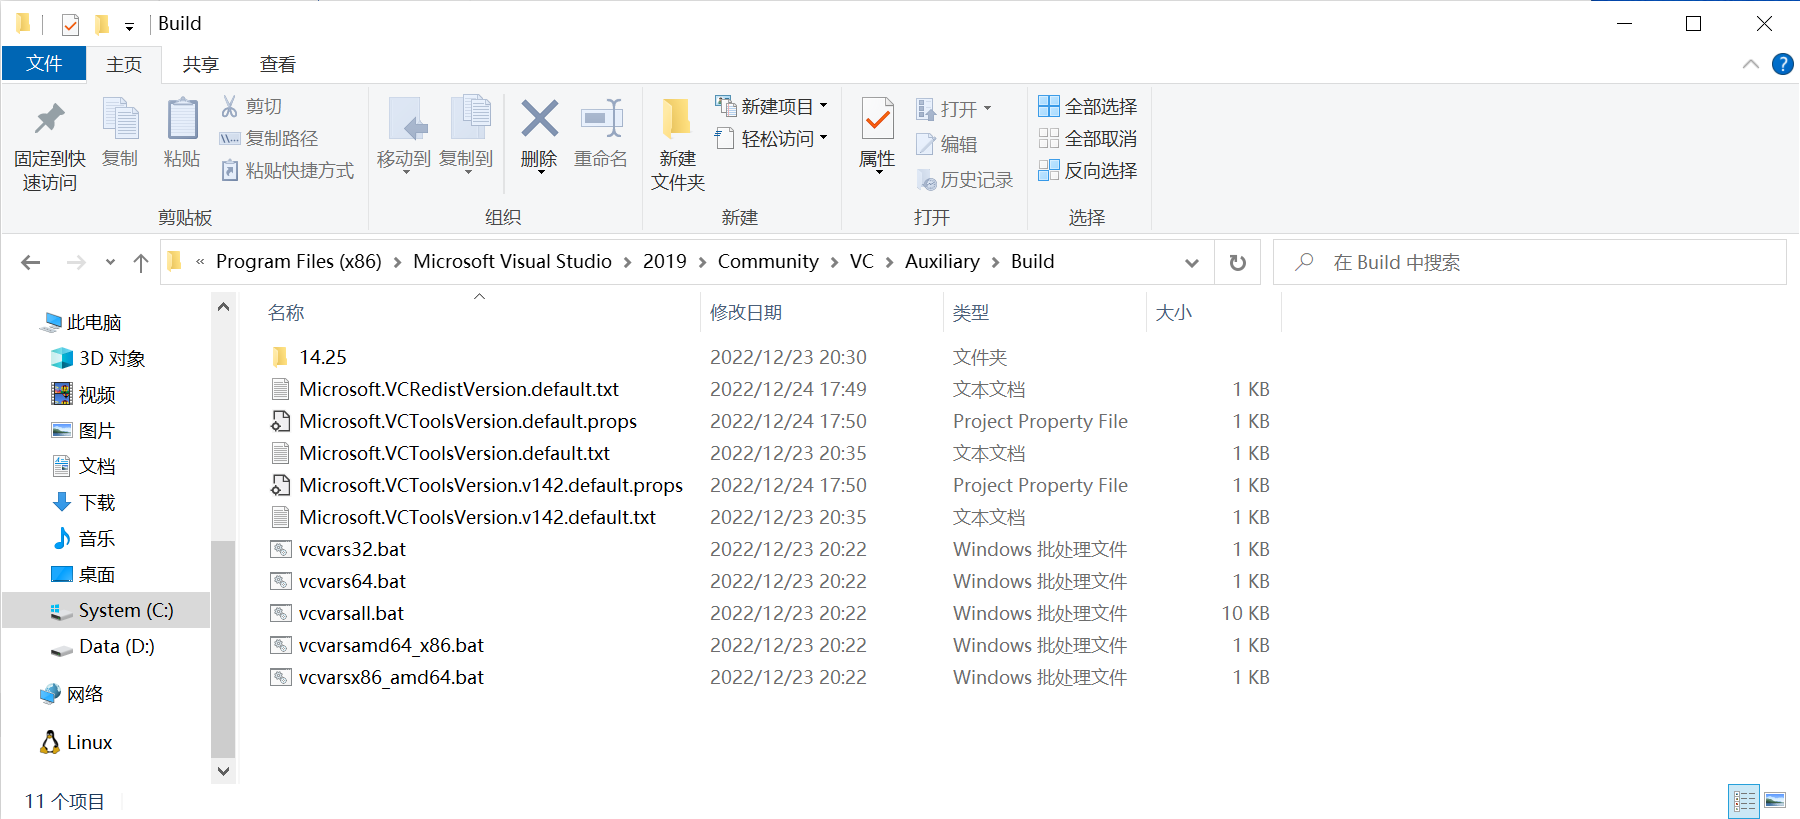 Build
文件 主页 共享 查看
固定到快速访问
复制
粘贴
剪切
复制路径
粘贴快捷方式
剪贴板
移动到
复制到
删除
重命名
组织
新建
文件夹
新建项目
轻松访问
新建
属性
打开
编辑
历史记录
打开
全部选择
全部取消
反向选择
选择
« Program Files (x86) > Microsoft Visual Studio > 2019 > Community > VC > Auxiliary > Build
在 Build 中搜索
此电脑
3D 对象
视频
图片
文档
下载
音乐
桌面
System (C:)
Data (D:)
网络
Linux
名称 修改日期 类型 大小
14.25 2022/12/23 20:30 文件夹
Microsoft.VCRedistVersion.default.txt 2022/12/24 17:49 文本文档 1 KB
Microsoft.VCToolsVersion.default.props 2022/12/24 17:50 Project Property File 1 KB
Microsoft.VCToolsVersion.default.txt 2022/12/23 20:35 文本文档 1 KB
Microsoft.VCToolsVersion.v142.default.props 2022/12/24 17:50 Project Property File 1 KB
Microsoft.VCToolsVersion.v142.default.txt 2022/12/23 20:35 文本文档 1 KB
vcvars32.bat 2022/12/23 20:22 Windows 批处理文件 1 KB
vcvars64.bat 2022/12/23 20:22 Windows 批处理文件 1 KB
vcvarsall.bat 2022/12/23 20:22 Windows 批处理文件 10 KB
vcvarsamd64_x86.bat 2022/12/23 20:22 Windows 批处理文件 1 KB
vcvarsx86_amd64.bat 2022/12/23 20:22 Windows 批处理文件 1 KB
11 个项目